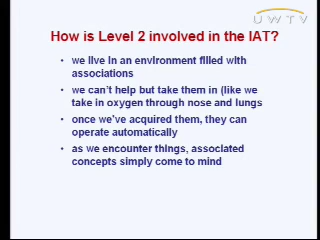 UWTV
How is Level 2 involved in the IAT?
• we live in an environment filled with
associations
• we can't help but take them in (like we
take in oxygen through nose and lungs
• once we've acquired them, they can
operate automatically
• as we encounter things, associated
concepts simply come to mind